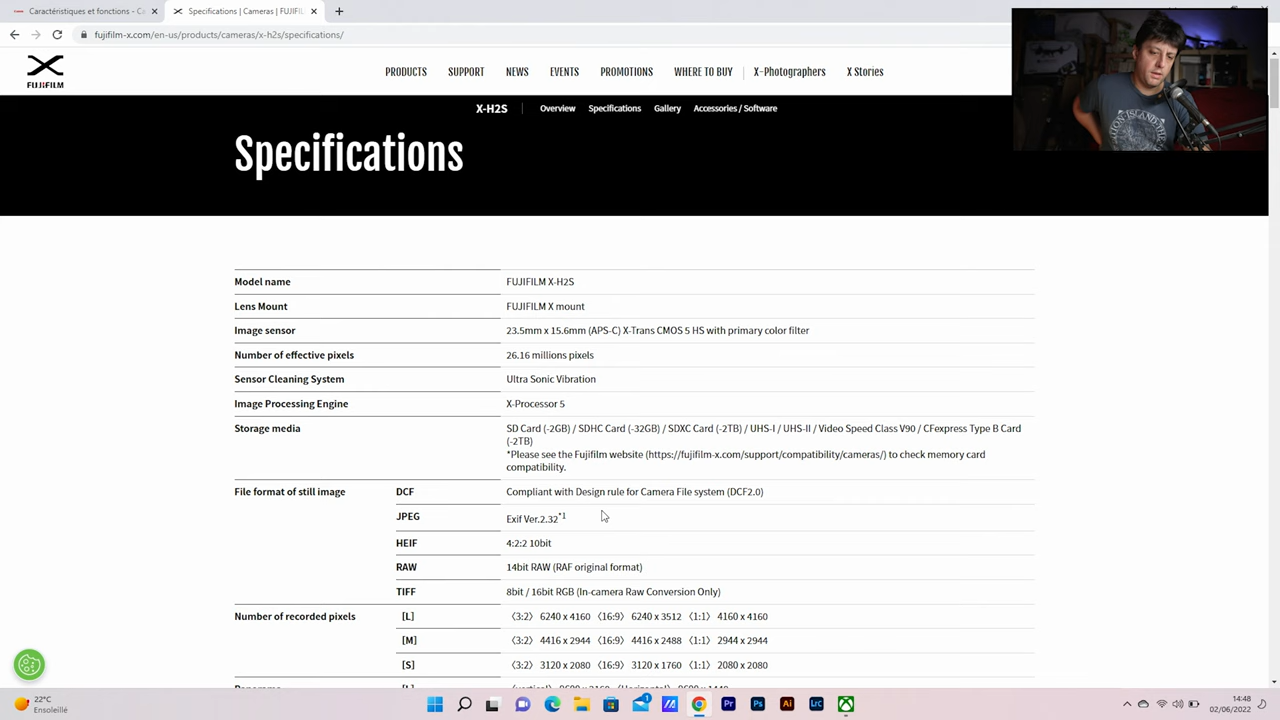 Caractéristiques et fonctions - Ca
Specifications | Cameras | FUJIFIL
fujifilm-x.com/en-us/products/cameras/x-h2s/specifications/
FUJIFILM
PRODUCTS SUPPORT NEWS EVENTS PROMOTIONS WHERE TO BUY X-Photographers X Stories
X-H2S Overview Specifications Gallery Accessories / Software
Specifications
Model name FUJIFILM X-H2S
Lens Mount FUJIFILM X mount
Image sensor 23.5mm x 15.6mm (APS-C) X-Trans CMOS 5 HS with primary color filter
Number of effective pixels 26.16 millions pixels
Sensor Cleaning System Ultra Sonic Vibration
Image Processing Engine X-Processor 5
Storage media SD Card (-2GB) / SDHC Card (-32GB) / SDXC Card (-2TB) / UHS-I / UHS-II / Video Speed Class V90 / CFexpress Type B Card
(-2TB)
*Please see the Fujifilm website (https://fujifilm-x.com/support/compatibility/cameras/) to check memory card
compatibility.
File format of still image DCF Compliant with Design rule for Camera File system (DCF2.0)
JPEG Exif Ver.2.32*1
HEIF 4:2:2 10bit
RAW 14bit RAW (RAF original format)
TIFF 8bit / 16bit RGB (In-camera Raw Conversion Only)
Number of recorded pixels [L] 〈3:2〉 6240 x 4160 〈16:9〉 6240 x 3512 〈1:1〉 4160 x 4160
[M] 〈3:2〉 4416 x 2944 〈16:9〉 4416 x 2488 〈1:1〉 2944 x 2944
[S] 〈3:2〉 3120 x 2080 〈16:9〉 3120 x 1760 〈1:1〉 2080 x 2080
22°C
Ensoleillé
14:48
02/06/2022